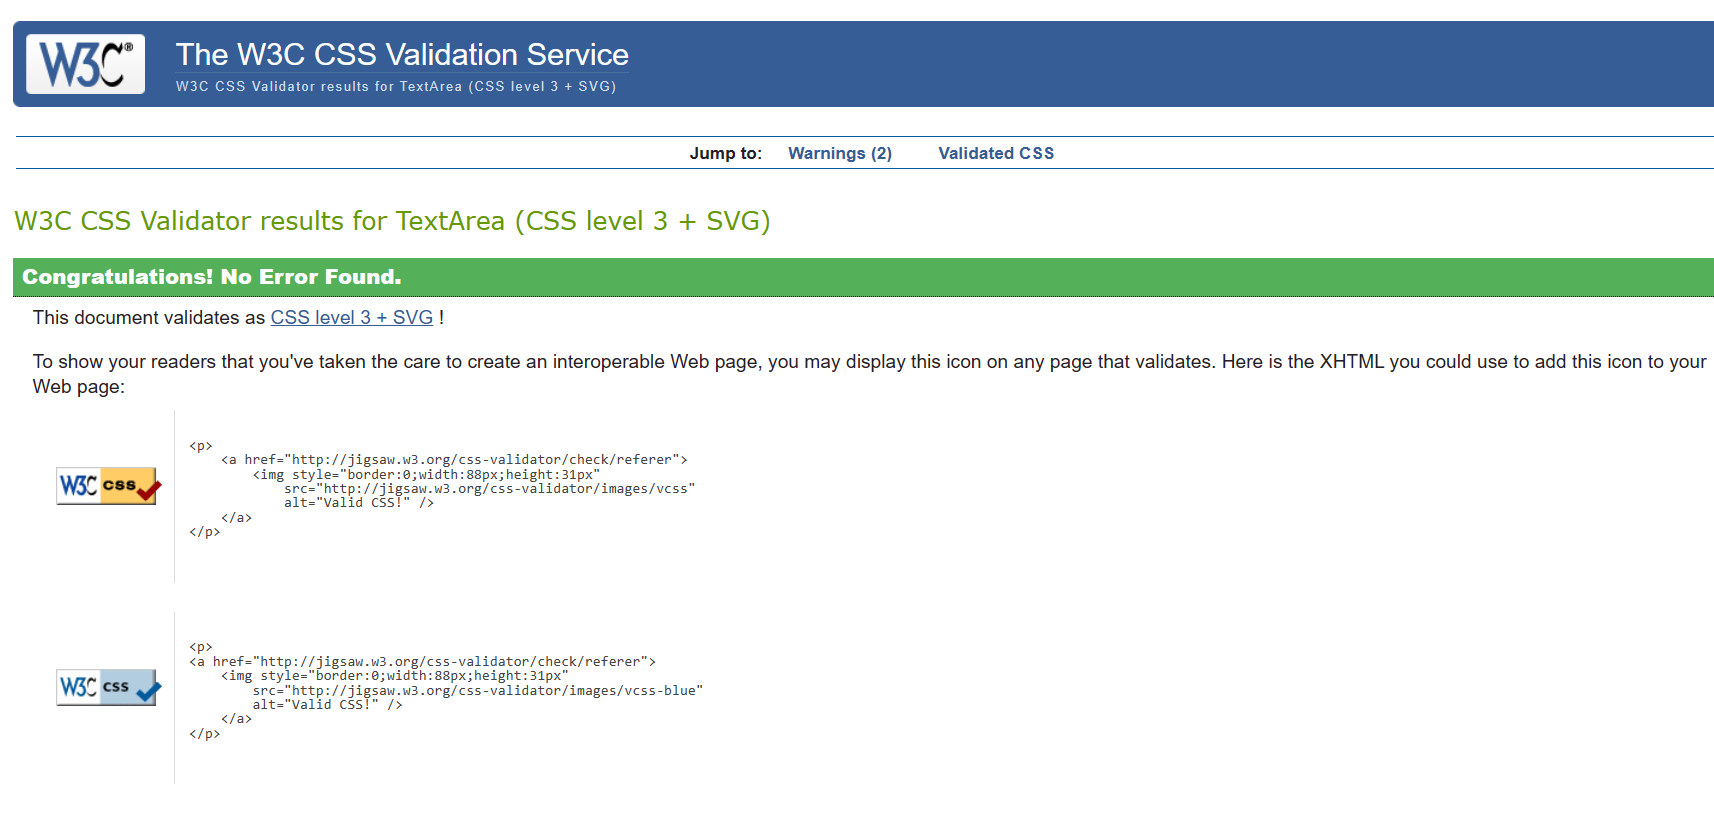 W3C®
The W3C CSS Validation Service
W3C CSS Validator results for TextArea (CSS level 3 + SVG)
Jump to: Warnings (2) Validated CSS
W3C CSS Validator results for TextArea (CSS level 3 + SVG)
Congratulations! No Error Found.
This document validates as CSS level 3 + SVG !
To show your readers that you've taken the care to create an interoperable Web page, you may display this icon on any page that validates. Here is the XHTML you could use to add this icon to your
Web page:
W3C css
<p>
    <a href="http://jigsaw.w3.org/css-validator/check/referer">
        <img style="border:0;width:88px;height:31px"
            src="http://jigsaw.w3.org/css-validator/images/vcss"
            alt="Valid CSS!" />
    </a>
</p>
W3C css
<p>
<a href="http://jigsaw.w3.org/css-validator/check/referer">
    <img style="border:0;width:88px;height:31px"
        src="http://jigsaw.w3.org/css-validator/images/vcss-blue"
        alt="Valid CSS!" />
    </a>
</p>